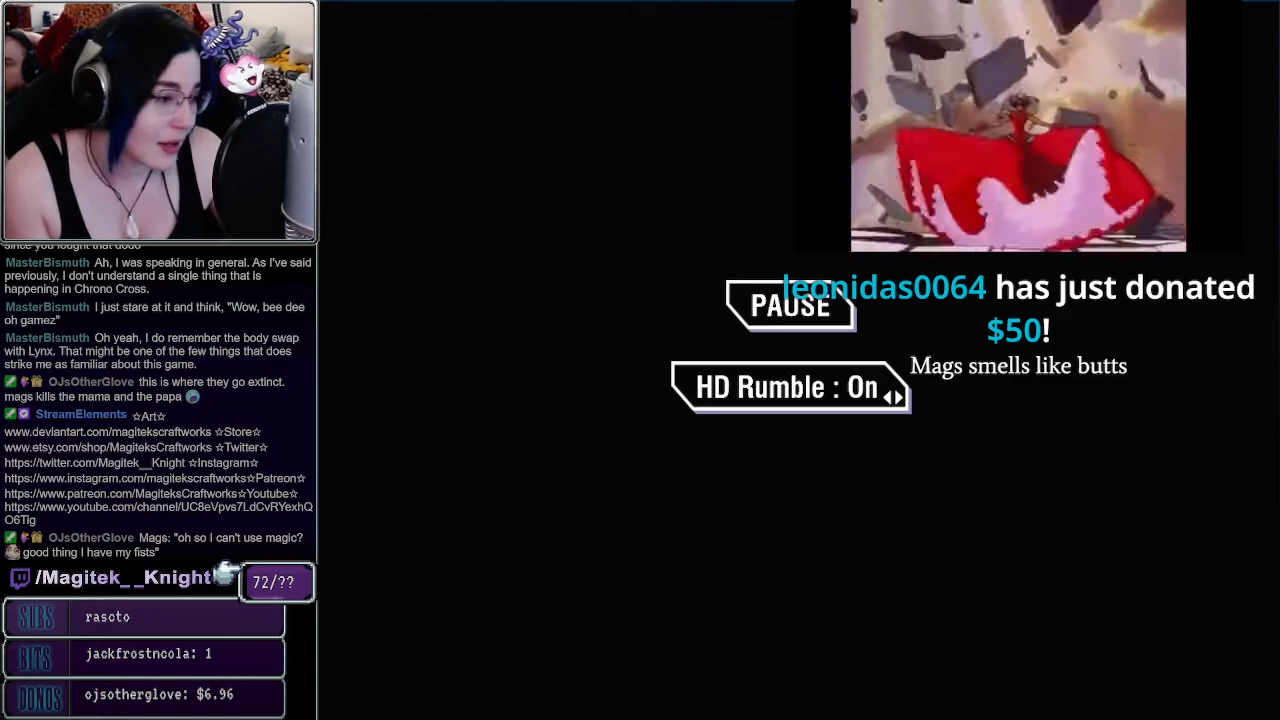 since you fought that dodo
MasterBismuth Ah, I was speaking in general. As I've said
previously, I don't understand a single thing that is
happening in Chrono Cross.
MasterBismuth I just stare at it and think, "Wow, bee dee
oh gamez"
MasterBismuth Oh yeah, I do remember the body swap
with Lynx. That might be one of the few things that does
strike me as familiar about this game.
OJsOtherGlove this is where they go extinct.
mags kills the mama and the papa
StreamElements ☆Art☆
www.deviantart.com/magitekscraftworks ☆Store☆
www.etsy.com/shop/MagiteksCraftworks ☆Twitter☆
https://twitter.com/Magitek__Knight ☆Instagram☆
https://www.instagram.com/magitekscraftworks☆Patreon☆
https://www.patreon.com/MagiteksCraftworks☆Youtube☆
https://www.youtube.com/channel/UC8eVpvs7LdCvRYexhQ
O6Tig
OJsOtherGlove Mags: "oh so I can't use magic?
good thing I have my fists"
/Magitek__Knight
72/??
SUBS rascto
BITS jackfrostncola: 1
DONOS ojsotherglove: $6.96
leonidas0064 has just donated
$50!
Mags smells like butts
PAUSE
HD Rumble : On